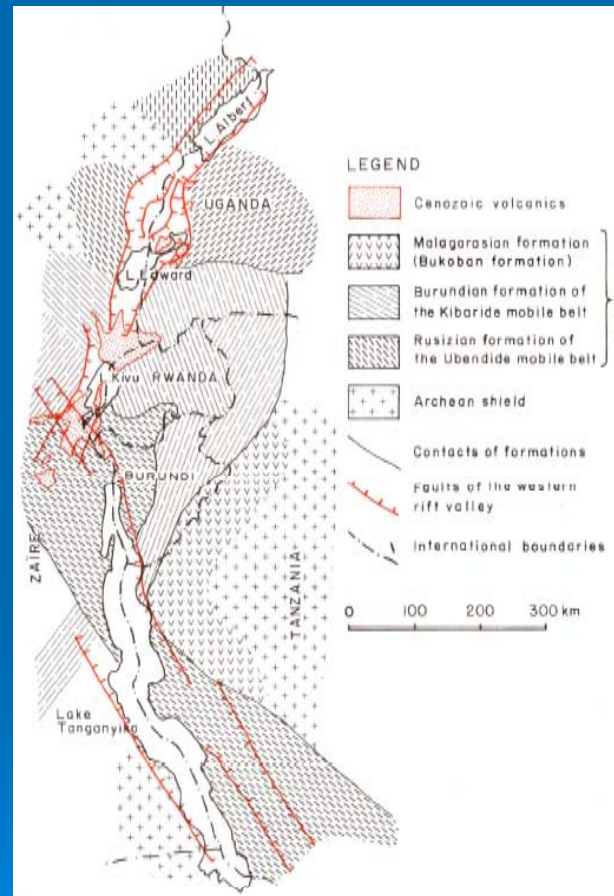 L. Albert
UGANDA
L. Edward
Kivu
RWANDA
BURUNDI
ZAÏRE
TANZANIA
Lake
Tanganyika
LEGEND
Cenozoic volcanics
Malagarasian formation
(Bukoban formation)
Burundian formation of
the Kibaride mobile belt
Rusizian formation of
the Ubendide mobile belt
Archean shield
Contacts of formations
Faults of the western
rift valley
International boundaries
0 100 200 300 km